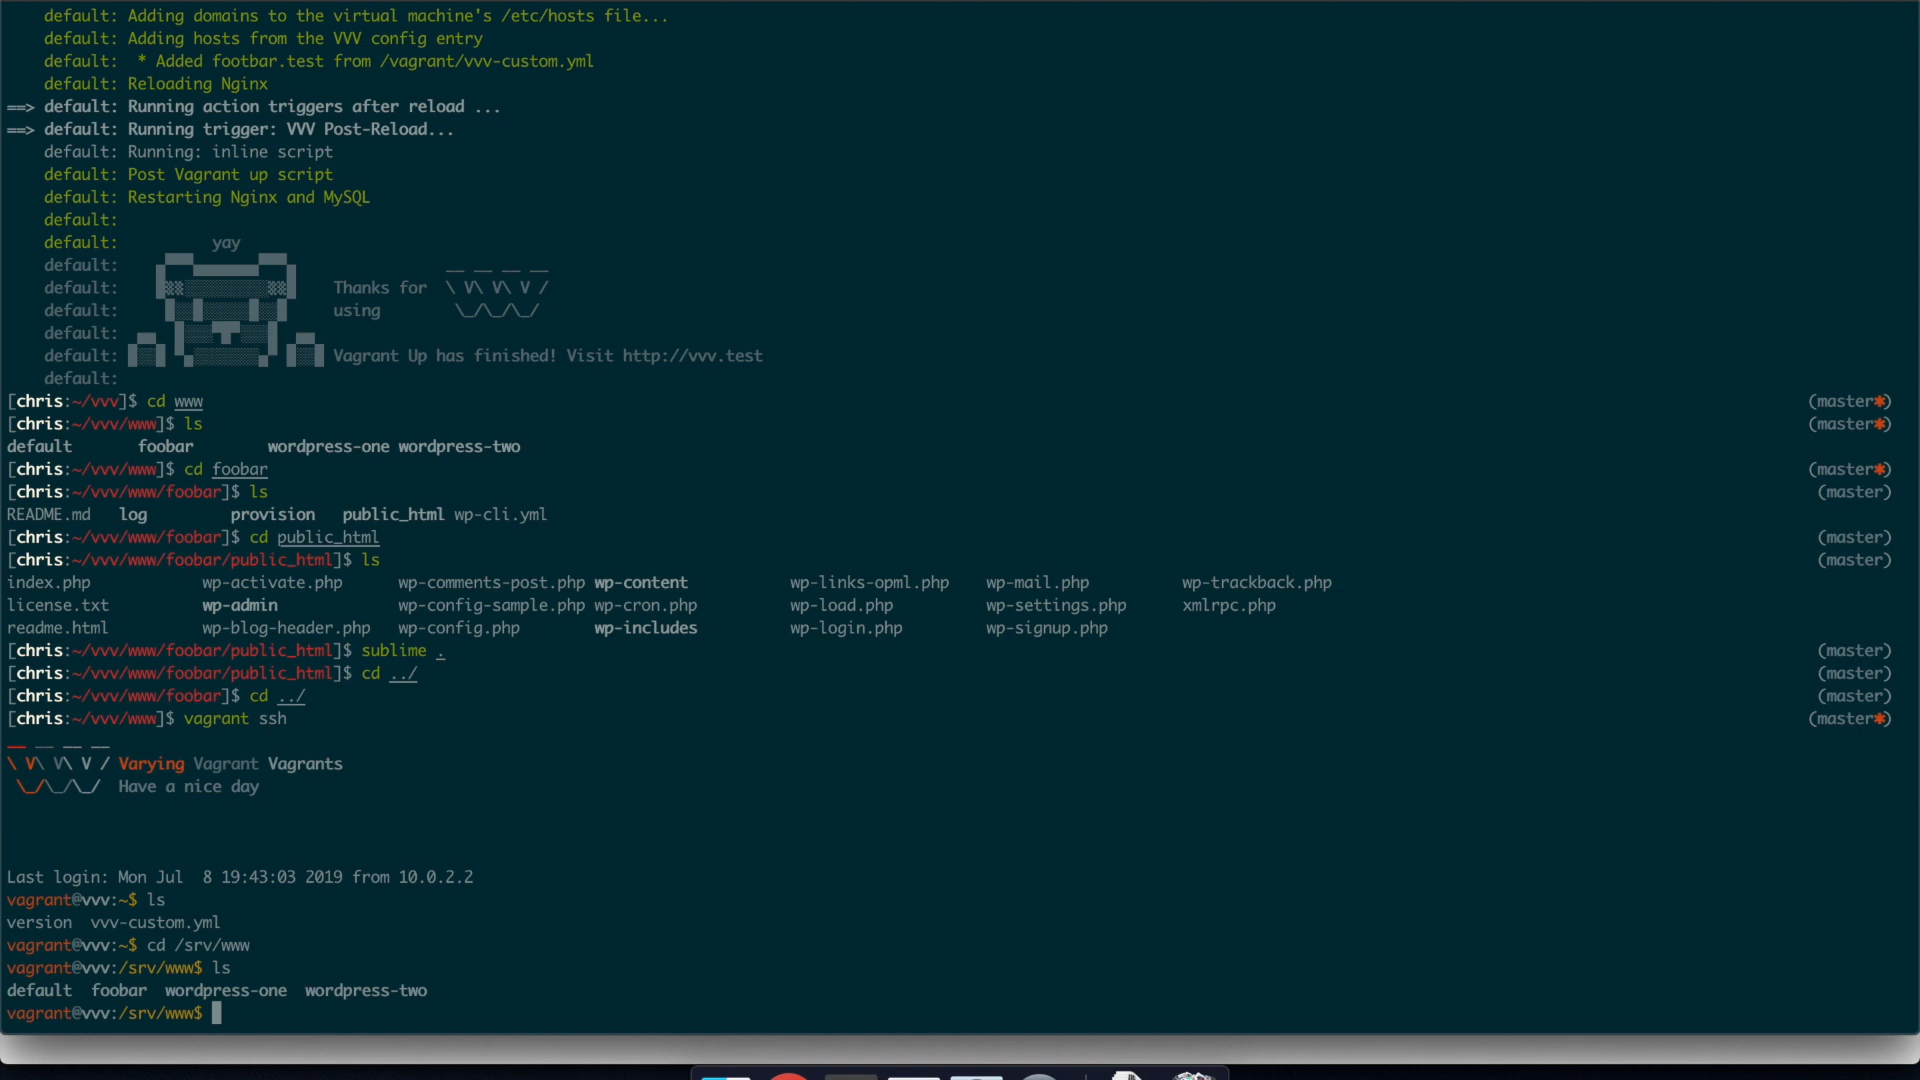 default: Adding domains to the virtual machine's /etc/hosts file...
default: Adding hosts from the VVV config entry
default:  * Added footbar.test from /vagrant/vvv-custom.yml
default: Reloading Nginx
==> default: Running action triggers after reload ...
==> default: Running trigger: VVV Post-Reload...
default: Running: inline script
default: Post Vagrant up script
default: Restarting Nginx and MySQL
default:
default: yay
default: __ __ __ __
default: Thanks for \ V\ V\ V /
default: using \_/\_/\_/
default:
default: Vagrant Up has finished! Visit http://vvv.test
default:
[chris:~/vvv]$ cd www (master✱)
[chris:~/vvv/www]$ ls (master✱)
default foobar wordpress-one wordpress-two
[chris:~/vvv/www]$ cd foobar (master✱)
[chris:~/vvv/www/foobar]$ ls (master)
README.md log provision public_html wp-cli.yml
[chris:~/vvv/www/foobar]$ cd public_html (master)
[chris:~/vvv/www/foobar/public_html]$ ls (master)
index.php wp-activate.php wp-comments-post.php wp-content wp-links-opml.php wp-mail.php wp-trackback.php
license.txt wp-admin wp-config-sample.php wp-cron.php wp-load.php wp-settings.php xmlrpc.php
readme.html wp-blog-header.php wp-config.php wp-includes wp-login.php wp-signup.php
[chris:~/vvv/www/foobar/public_html]$ sublime . (master)
[chris:~/vvv/www/foobar/public_html]$ cd ../ (master)
[chris:~/vvv/www/foobar]$ cd ../ (master)
[chris:~/vvv/www]$ vagrant ssh (master✱)
__ __ __ __
\ V\ V\ V / Varying Vagrant Vagrants
\_/\_/\_/ Have a nice day
Last login: Mon Jul  8 19:43:03 2019 from 10.0.2.2
vagrant@vvv:~$ ls
version  vvv-custom.yml
vagrant@vvv:~$ cd /srv/www
vagrant@vvv:/srv/www$ ls
default  foobar  wordpress-one  wordpress-two
vagrant@vvv:/srv/www$